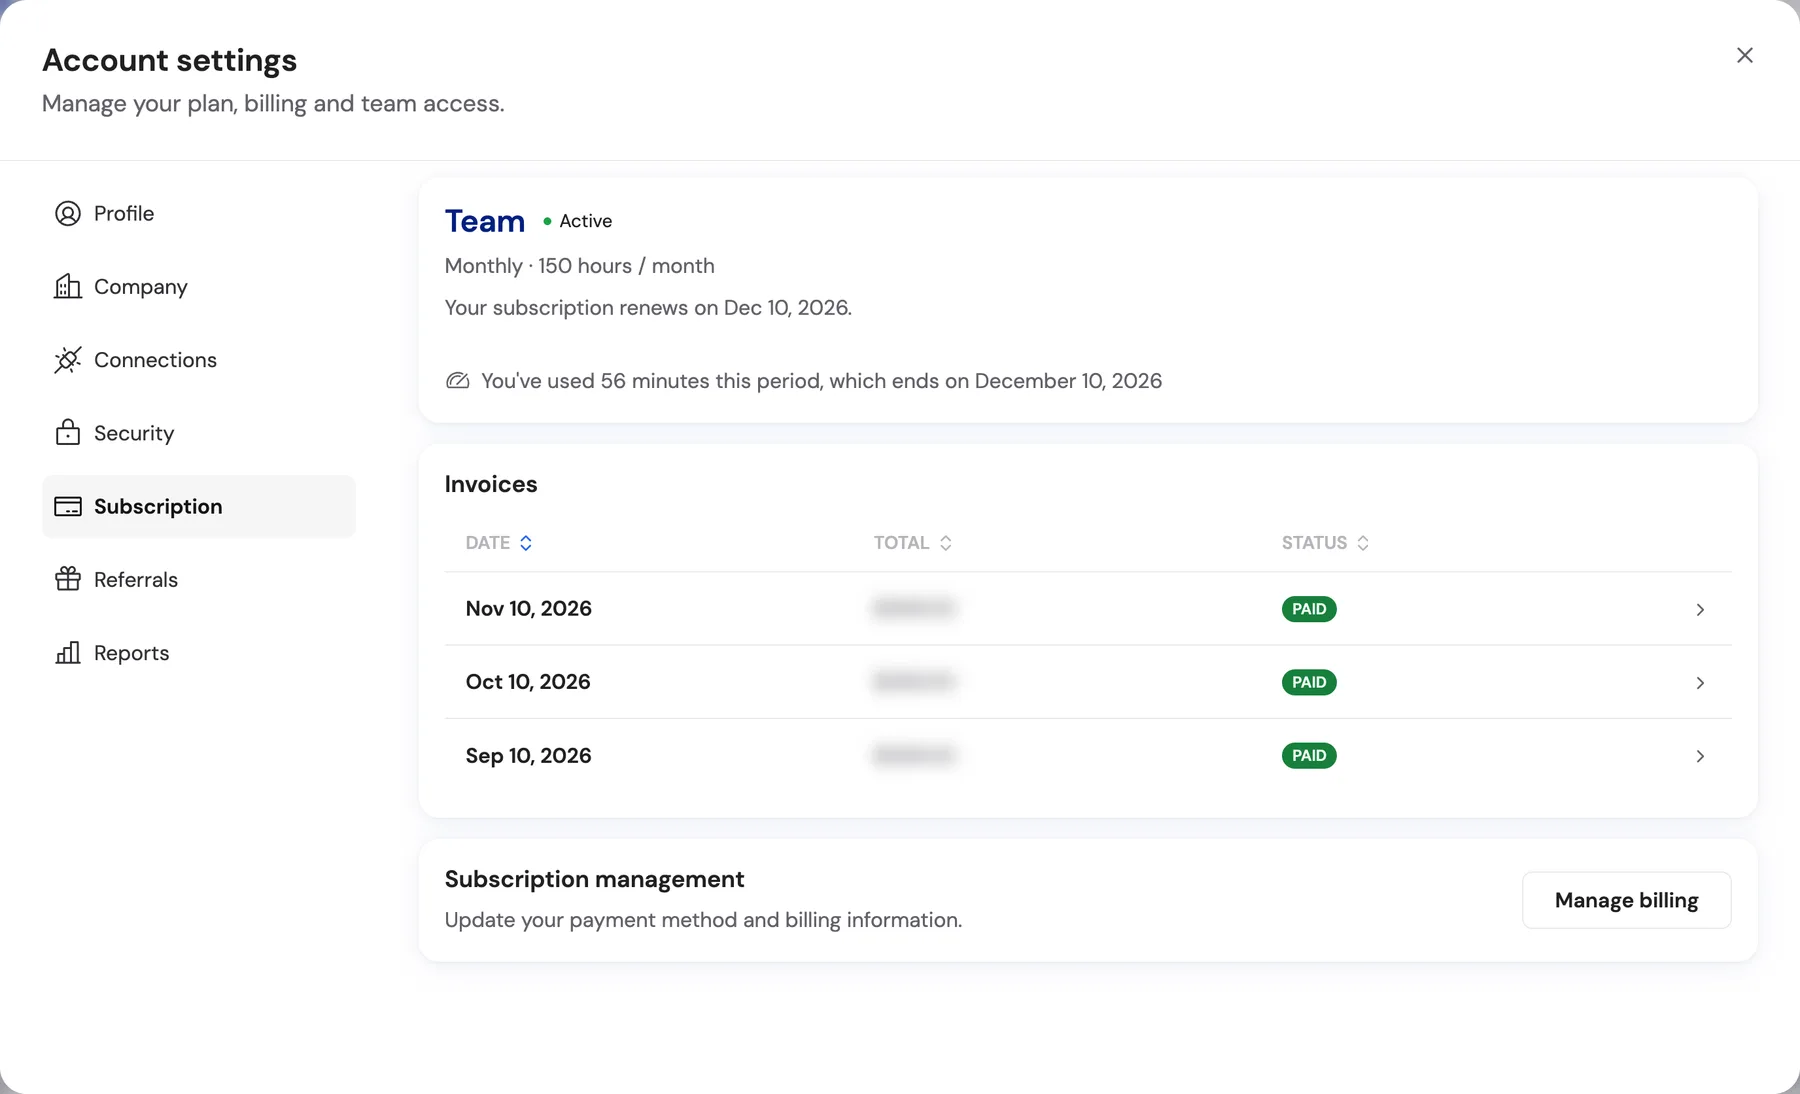 Account settings
Manage your plan, billing and team access.
Profile
Company
Connections
Security
Subscription
Referrals
Reports
Team
Active
Monthly · 150 hours / month
Your subscription renews on Dec 10, 2026.
You've used 56 minutes this period, which ends on December 10, 2026
Invoices
DATE TOTAL STATUS
Nov 10, 2026 PAID
Oct 10, 2026 PAID
Sep 10, 2026 PAID
Subscription management
Update your payment method and billing information.
Manage billing